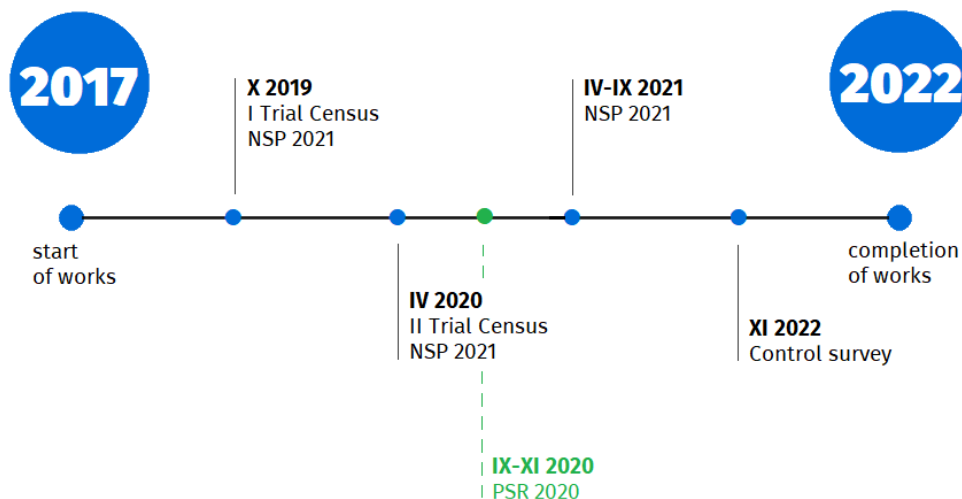 2017
X 2019
I Trial Census
NSP 2021
IV-IX 2021
NSP 2021
2022
start
of works
completion
of works
IV 2020
II Trial Census
NSP 2021
XI 2022
Control survey
IX-XI 2020
PSR 2020